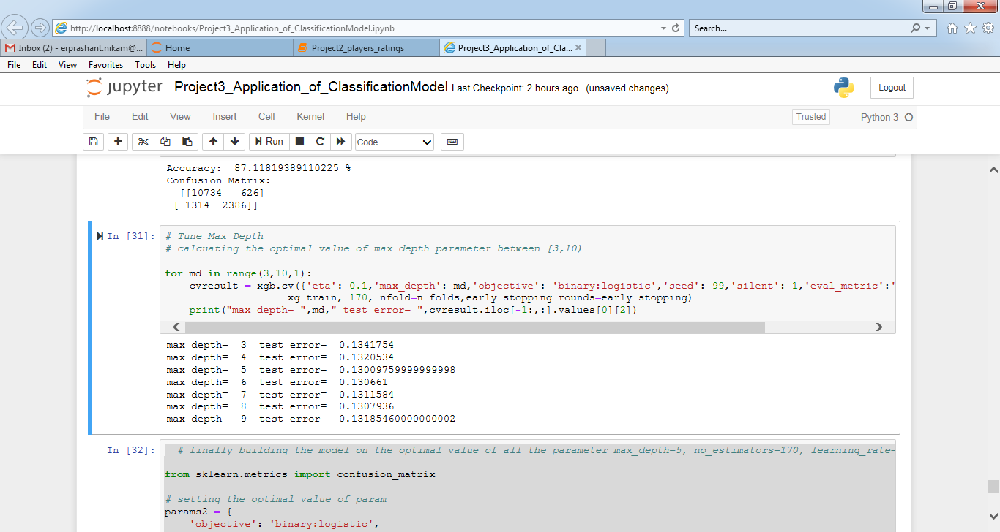 http://localhost:8888/notebooks/Project3_Application_of_ClassificationModel.ipynb
Search...
Inbox (2) - erprashant.nikam@...
Home
Project2_players_ratings
Project3_Application_of_Cla...
File Edit View Favorites Tools Help
jupyter Project3_Application_of_ClassificationModel Last Checkpoint: 2 hours ago (unsaved changes)
Logout
File Edit View Insert Cell Kernel Help
Trusted
Python 3
Run
Code
Accuracy:  87.11819389110225 %
Confusion Matrix:
[[10734   626]
[ 1314  2386]]
In [31]:
# Tune Max Depth
# calcuating the optimal value of max_depth parameter between [3,10)
for md in range(3,10,1):
cvresult = xgb.cv({'eta': 0.1,'max_depth': md,'objective': 'binary:logistic','seed': 99,'silent': 1,'eval_metric':'
xg_train, 170, nfold=n_folds,early_stopping_rounds=early_stopping)
print("max depth= ",md," test error= ",cvresult.iloc[-1:,:].values[0][2])
max depth=  3  test error=  0.1341754
max depth=  4  test error=  0.1320534
max depth=  5  test error=  0.13009759999999998
max depth=  6  test error=  0.130661
max depth=  7  test error=  0.1311584
max depth=  8  test error=  0.1307936
max depth=  9  test error=  0.13185460000000002
In [32]:
# finally building the model on the optimal value of all the parameter max_depth=5, no_estimators=170, learning_rate=
from sklearn.metrics import confusion_matrix
# setting the optimal value of param
params2 = {
'objective': 'binary:logistic',